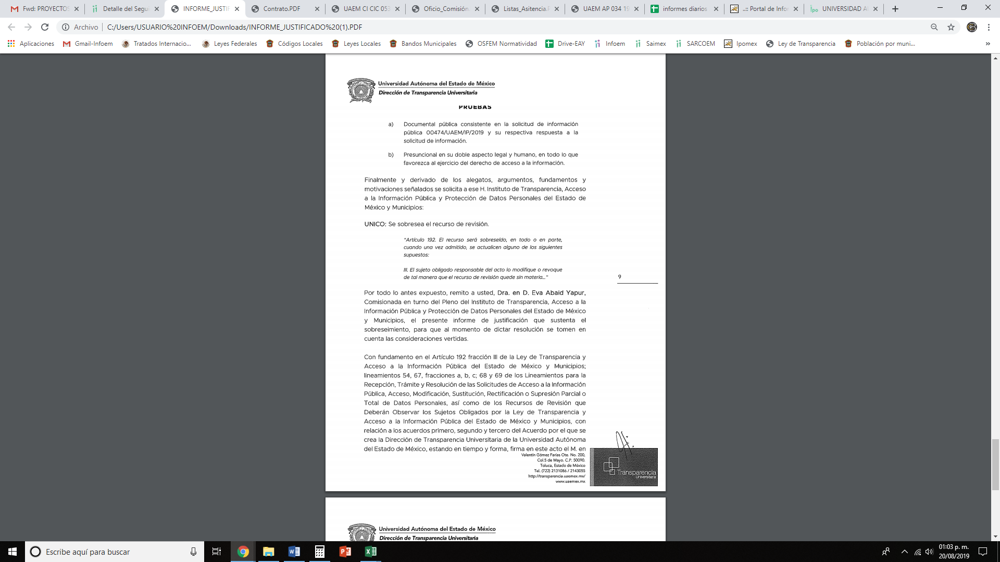 Fwd: PROYECTOS
Detalle del Segui
INFORME_JUSTIF
Contrato.PDF
UAEM CI CIC 053
Oficio_Comisión.
Listas_Asitencia.P
UAEM AP 034 19
informes diarios
..:: Portal de Infor
UNIVERSIDAD A
Archivo
C:/Users/USUARIO%20INFOEM/Downloads/INFORME_JUSTIFICADO%20(1).PDF
Aplicaciones
Gmail-Infoem
Tratados Internacio...
Leyes Federales
Códigos Locales
Leyes Locales
Bandos Municipales
OSFEM Normatividad
Drive-EAY
Infoem
Saimex
SARCOEM
Ipomex
Ley de Transparencia
Población por muni...
»
Universidad Autónoma del Estado de México
Dirección de Transparencia Universitaria
PRUEBAS
a) Documental pública consistente en la solicitud de información
pública 00474/UAEM/IP/2019 y su respectiva respuesta a la
solicitud de información.
b) Presuncional en su doble aspecto legal y humano, en todo lo que
favorezca al ejercicio del derecho de acceso a la información.
Finalmente y derivado de los alegatos, argumentos, fundamentos y
motivaciones señalados se solicita a ese H. Instituto de Transparencia, Acceso
a la Información Pública y Protección de Datos Personales del Estado de
México y Municipios:
UNICO: Se sobresea el recurso de revisión.
"Artículo 192. El recurso será sobreseído, en todo o en parte,
cuando una vez admitido, se actualicen alguno de los siguientes
supuestos:
III. El sujeto obligado responsable del acto lo modifique o revoque
de tal manera que el recurso de revisión quede sin materia..."
9
Por todo lo antes expuesto, remito a usted, Dra. en D. Eva Abaid Yapur,
Comisionada en turno del Pleno del Instituto de Transparencia, Acceso a la
Información Pública y Protección de Datos Personales del Estado de México
y Municipios, el presente informe de justificación que sustenta el
sobreseimiento, para que al momento de dictar resolución se tomen en
cuenta las consideraciones vertidas.
Con fundamento en el Artículo 192 fracción III de la Ley de Transparencia y
Acceso a la Información Pública del Estado de México y Municipios;
lineamientos 54, 67, fracciones a, b, c; 68 y 69 de los Lineamientos para la
Recepción, Trámite y Resolución de las Solicitudes de Acceso a la Información
Pública, Acceso, Modificación, Sustitución, Rectificación o Supresión Parcial o
Total de Datos Personales, así como de los Recursos de Revisión que
Deberán Observar los Sujetos Obligados por la Ley de Transparencia y
Acceso a la Información Pública del Estado de México y Municipios, con
relación a los acuerdos primero, segundo y tercero del Acuerdo por el que se
crea la Dirección de Transparencia Universitaria de la Universidad Autónoma
del Estado de México, estando en tiempo y forma, firma en este acto el M. en
Valentín Gómez Farías Ote. No. 200,
Col.5 de Mayo. C.P. 50090.
Toluca, Estado de México
Tel. (722) 2131086 / 2143055
http://transparencia.uaemex.mx/
www.uaemex.mx
Transparencia
Universitaria
Universidad Autónoma del Estado de México
Dirección de Transparencia Universitaria
Escribe aquí para buscar
01:03 p. m.
20/08/2019